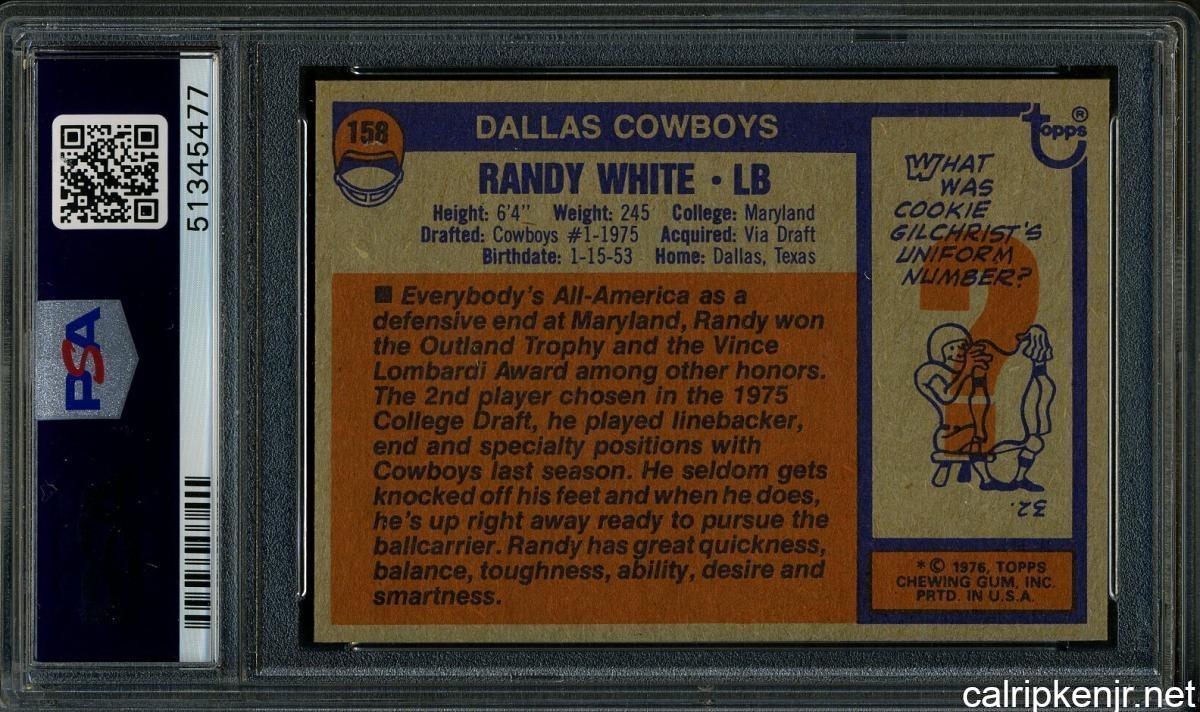 51345477
PSA
158
DALLAS COWBOYS
RANDY WHITE • LB
Height: 6'4" Weight: 245 College: Maryland
Drafted: Cowboys #1-1975 Acquired: Via Draft
Birthdate: 1-15-53 Home: Dallas, Texas
■ Everybody's All-America as a
defensive end at Maryland, Randy won
the Outland Trophy and the Vince
Lombardi Award among other honors.
The 2nd player chosen in the 1975
College Draft, he played linebacker,
end and specialty positions with
Cowboys last season. He seldom gets
knocked off his feet and when he does,
he's up right away ready to pursue the
ballcarrier. Randy has great quickness,
balance, toughness, ability, desire and
smartness.
topps®
WHAT
WAS
COOKIE
GILCHRIST'S
UNIFORM
NUMBER?
32.
* © 1976, TOPPS
CHEWING GUM, INC.
PRTD. IN U.S.A.
calripkenjr.net